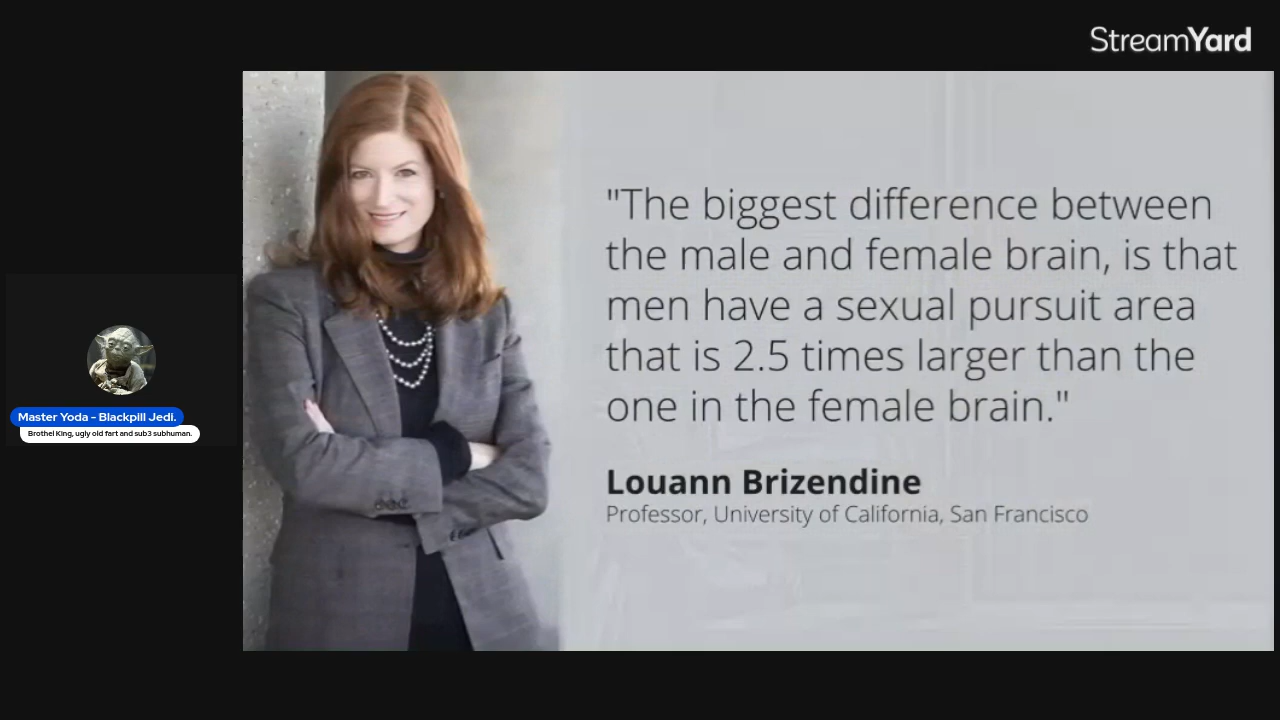 StreamYard
"The biggest difference between
the male and female brain, is that
men have a sexual pursuit area
that is 2.5 times larger than the
one in the female brain."
Louann Brizendine
Professor, University of California, San Francisco
Master Yoda - Blackpill Jedi.
Brothel King, ugly old fart and sub3 subhuman.